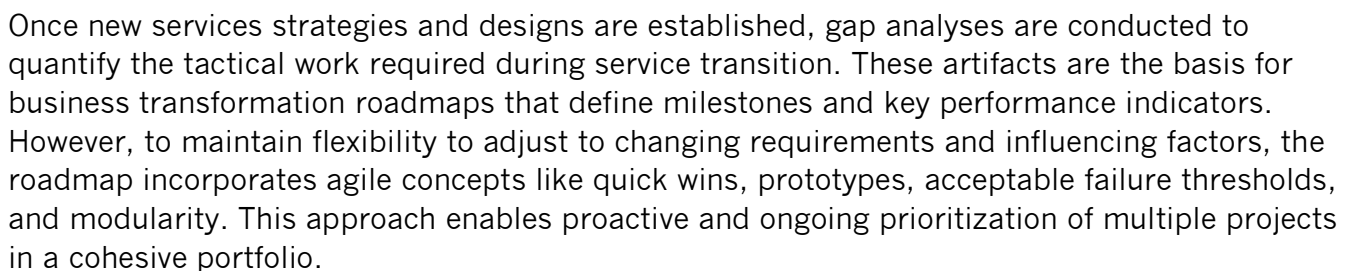 Once new services strategies and designs are established, gap analyses are conducted to
quantify the tactical work required during service transition. These artifacts are the basis for
business transformation roadmaps that define milestones and key performance indicators.
However, to maintain flexibility to adjust to changing requirements and influencing factors, the
roadmap incorporates agile concepts like quick wins, prototypes, acceptable failure thresholds,
and modularity. This approach enables proactive and ongoing prioritization of multiple projects
in a cohesive portfolio.